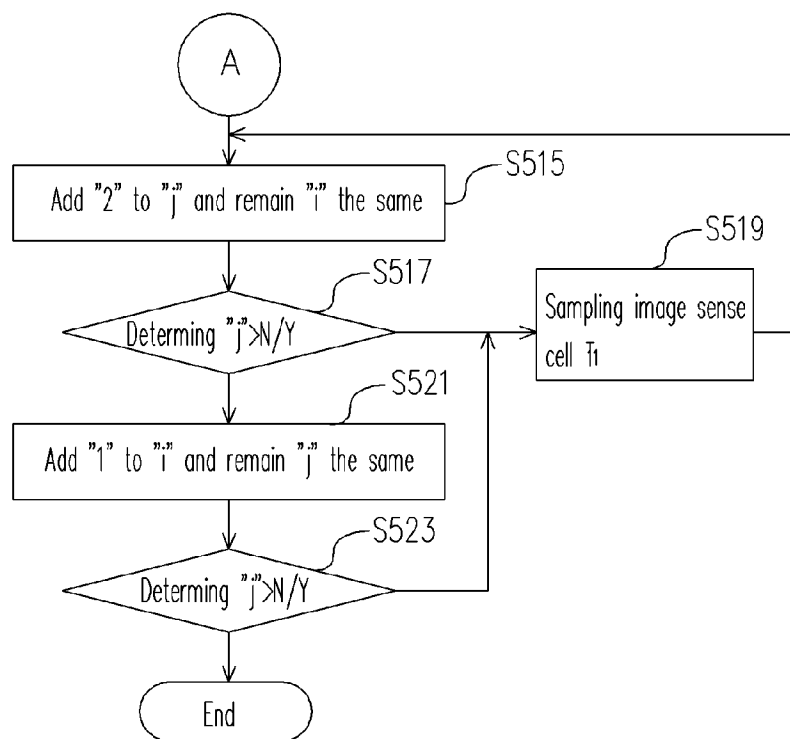 A
S515
Add "2" to "j" and remain "i" the same
S517
Determing "j">N/Y
S519
Sampling image sense
cell T1
S521
Add "1" to "i" and remain "j" the same
S523
Determing "j">N/Y
End